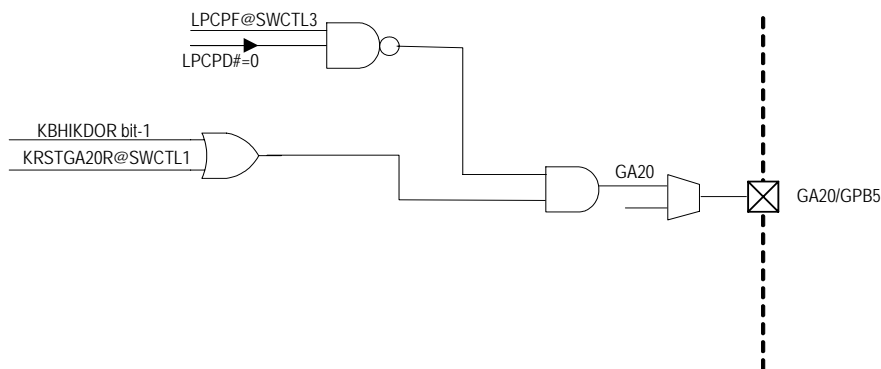 LPCPF@SWCTL3
LPCPD#=0
KBHIKDOR bit-1
KRSTGA20R@SWCTL1
GA20
GA20/GPB5